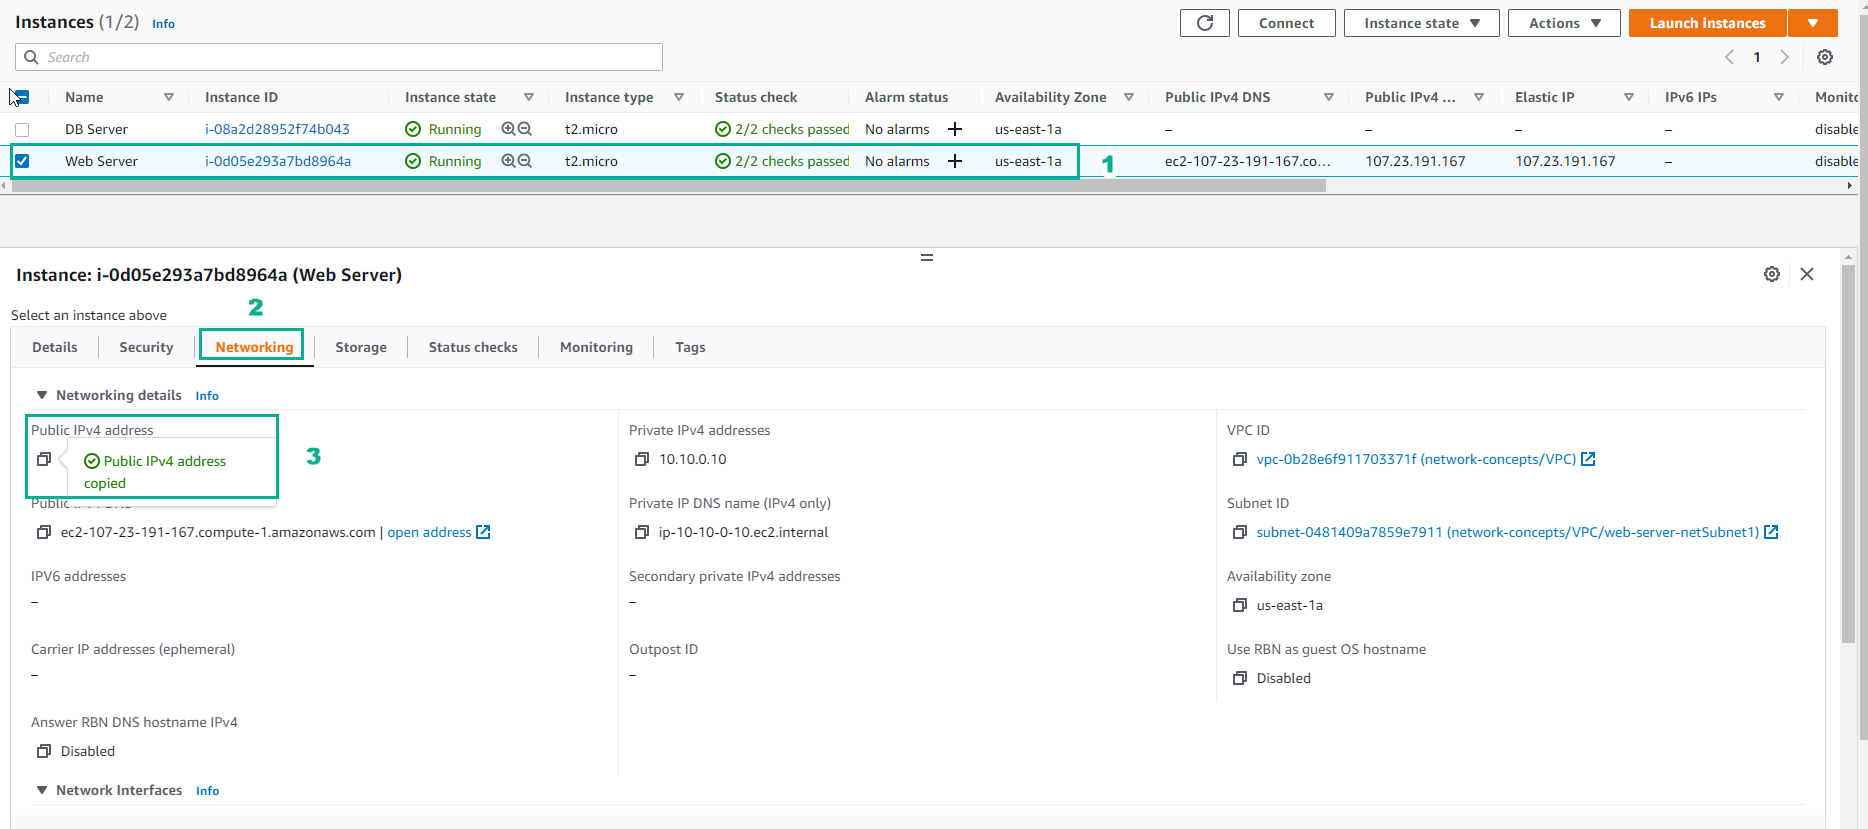 Instances (1/2) Info
Connect
Instance state
Actions
Launch instances
Search
1
Name Instance ID Instance state Instance type Status check Alarm status Availability Zone Public IPv4 DNS Public IPv4 ... Elastic IP IPv6 IPs Monito
DB Server i-08a2d28952f74b043 Running t2.micro 2/2 checks passed No alarms + us-east-1a – – – – disable
Web Server i-0d05e293a7bd8964a Running t2.micro 2/2 checks passed No alarms + us-east-1a 1 ec2-107-23-191-167.co... 107.23.191.167 107.23.191.167 – disable
Instance: i-0d05e293a7bd8964a (Web Server)
2
Select an instance above
Details Security Networking Storage Status checks Monitoring Tags
Networking details Info
Public IPv4 address Private IPv4 addresses VPC ID
Public IPv4 address 3 10.10.0.10 vpc-0b28e6f911703371f (network-concepts/VPC)
copied
Private IP DNS name (IPv4 only) Subnet ID
ec2-107-23-191-167.compute-1.amazonaws.com | open address ip-10-10-0-10.ec2.internal subnet-0481409a7859e7911 (network-concepts/VPC/web-server-netSubnet1)
IPV6 addresses Secondary private IPv4 addresses Availability zone
– – us-east-1a
Carrier IP addresses (ephemeral) Outpost ID Use RBN as guest OS hostname
– – Disabled
Answer RBN DNS hostname IPv4
Disabled
Network Interfaces Info